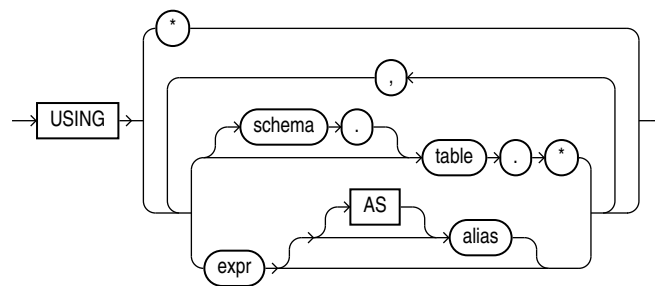 *
,
USING
schema .
table . *
AS
alias
expr